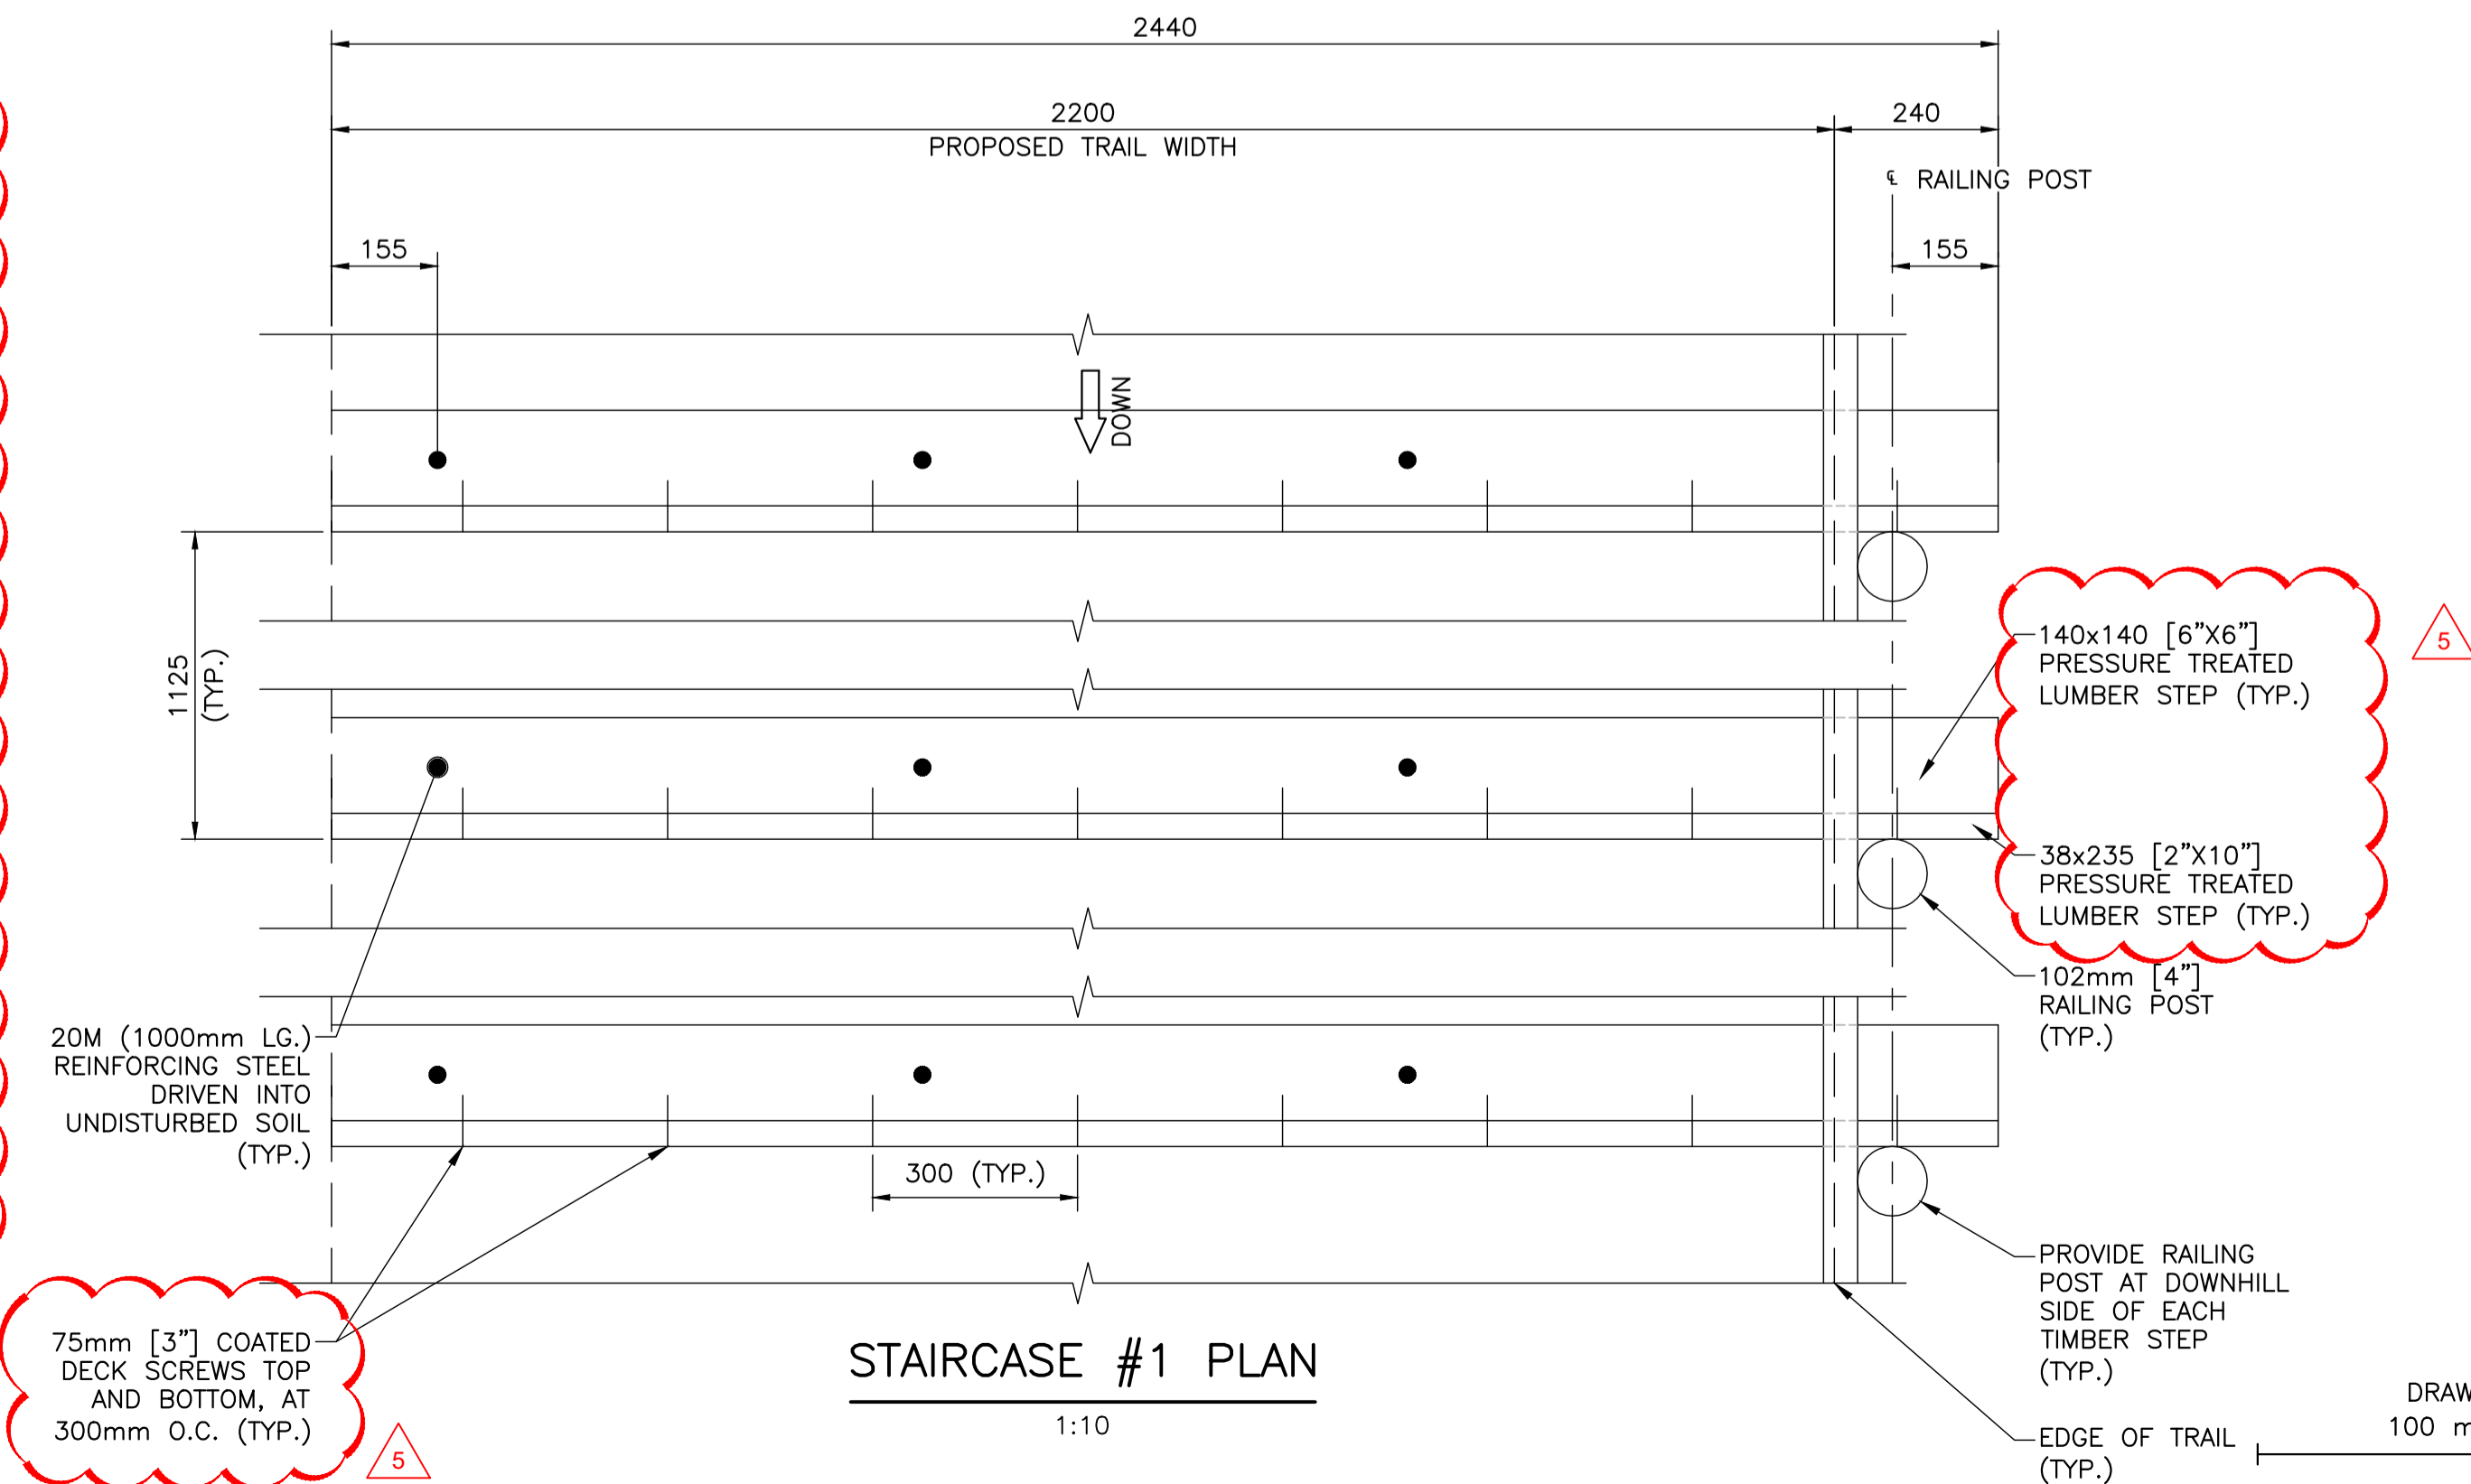 2440
2200
240
PROPOSED TRAIL WIDTH
℄ RAILING POST
155
155
DOWN
1125
(TYP.)
140x140 [6"X6"]
PRESSURE TREATED
LUMBER STEP (TYP.)
5
38x235 [2"X10"]
PRESSURE TREATED
LUMBER STEP (TYP.)
102mm [4"]
RAILING POST
(TYP.)
20M (1000mm LG.)
REINFORCING STEEL
DRIVEN INTO
UNDISTURBED SOIL
(TYP.)
300 (TYP.)
PROVIDE RAILING
POST AT DOWNHILL
SIDE OF EACH
TIMBER STEP
(TYP.)
75mm [3"] COATED
DECK SCREWS TOP
AND BOTTOM, AT
300mm O.C. (TYP.)
5
STAIRCASE #1 PLAN
1:10
EDGE OF TRAIL
(TYP.)
100